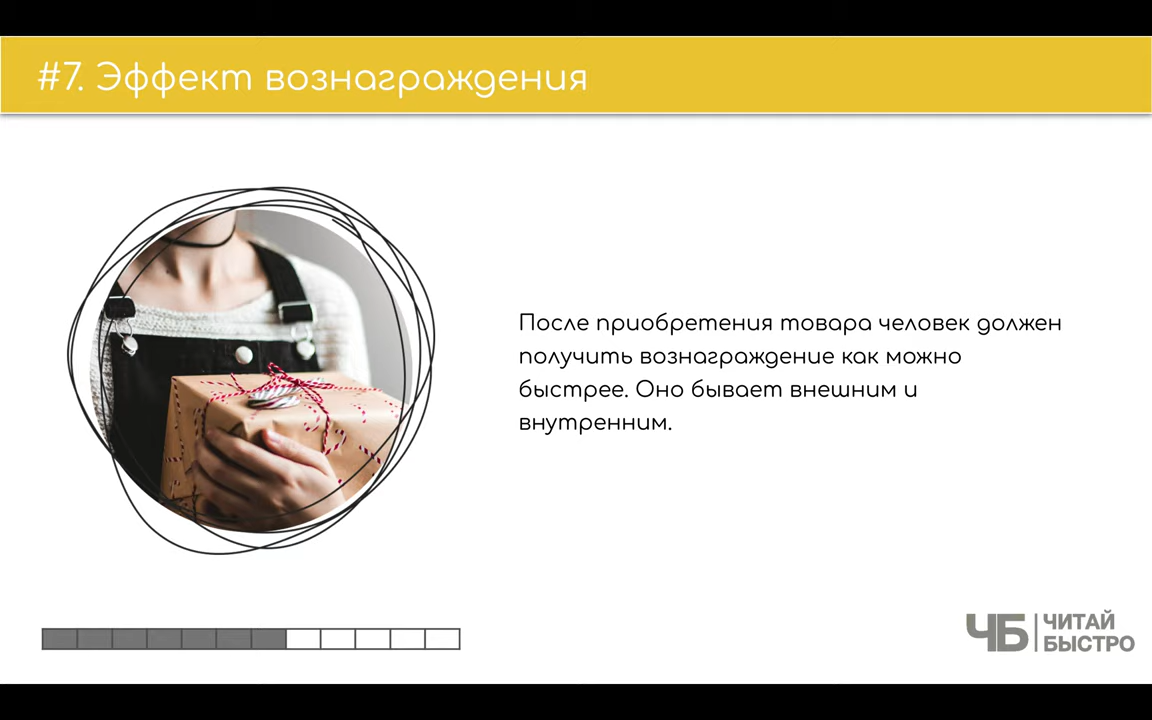 #7. Эффект вознаграждения
После приобретения товара человек должен
получить вознаграждение как можно
быстрее. Оно бывает внешним и
внутренним.
ЧБ
ЧИТАЙ
БЫСТРО